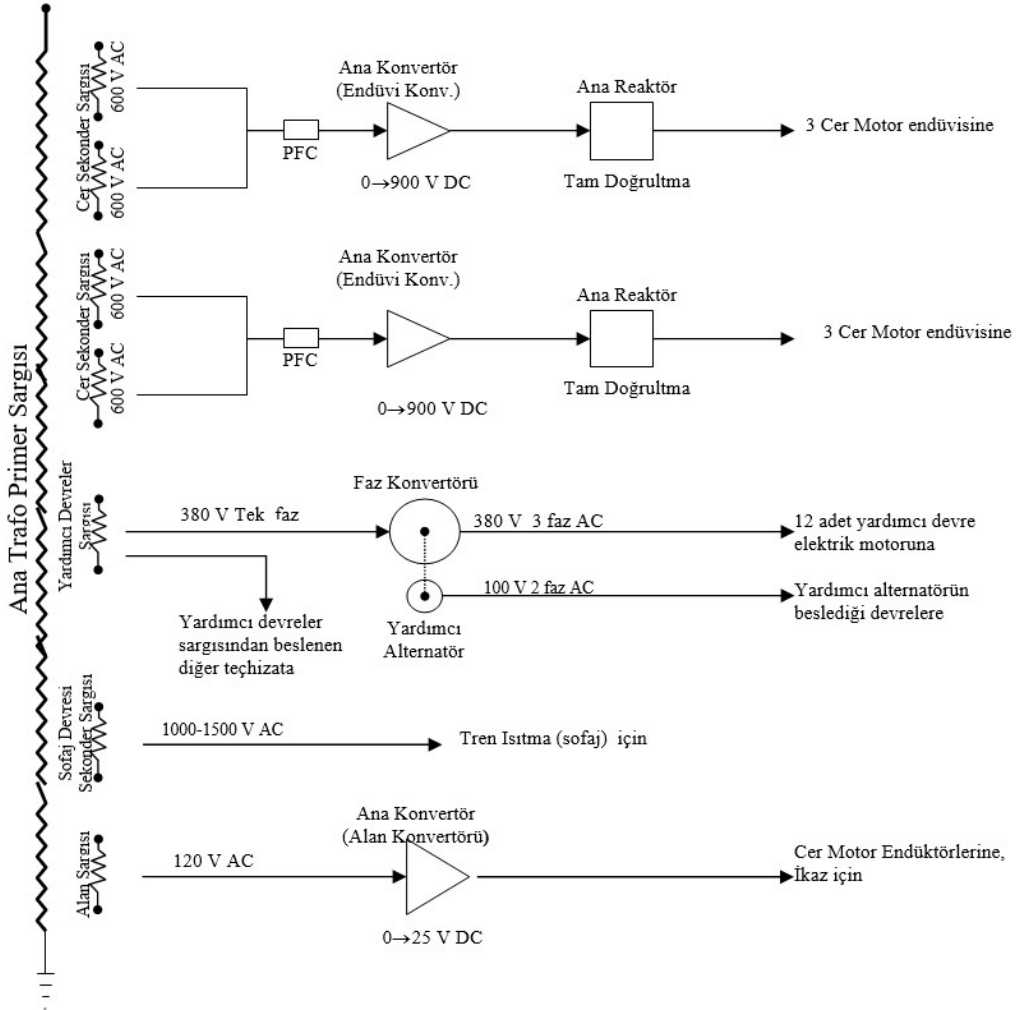 Ana Trafo Primer Sargısı
Cer Sekonder Sargısı
600 V AC
600 V AC
Ana Konvertör
(Endüvi Konv.)
Ana Reaktör
PFC
0→900 V DC
Tam Doğrultma
3 Cer Motor endüvisine
Cer Sekonder Sargısı
600 V AC
600 V AC
Ana Konvertör
(Endüvi Konv.)
Ana Reaktör
PFC
0→900 V DC
Tam Doğrultma
3 Cer Motor endüvisine
Yardımcı Devreler
Sargısı
380 V Tek faz
Faz Konvertörü
380 V 3 faz AC
12 adet yardımcı devre
elektrik motoruna
100 V 2 faz AC
Yardımcı alternatörün
beslediği devrelere
Yardımcı devreler
sargısından beslenen
diğer teçhizata
Yardımcı
Alternatör
Sofaj Devresi
Sekonder Sargısı
1000-1500 V AC
Tren Isıtma (sofaj) için
Alan Sargısı
120 V AC
Ana Konvertör
(Alan Konvertörü)
0→25 V DC
Cer Motor Endüktörlerine,
İkaz için